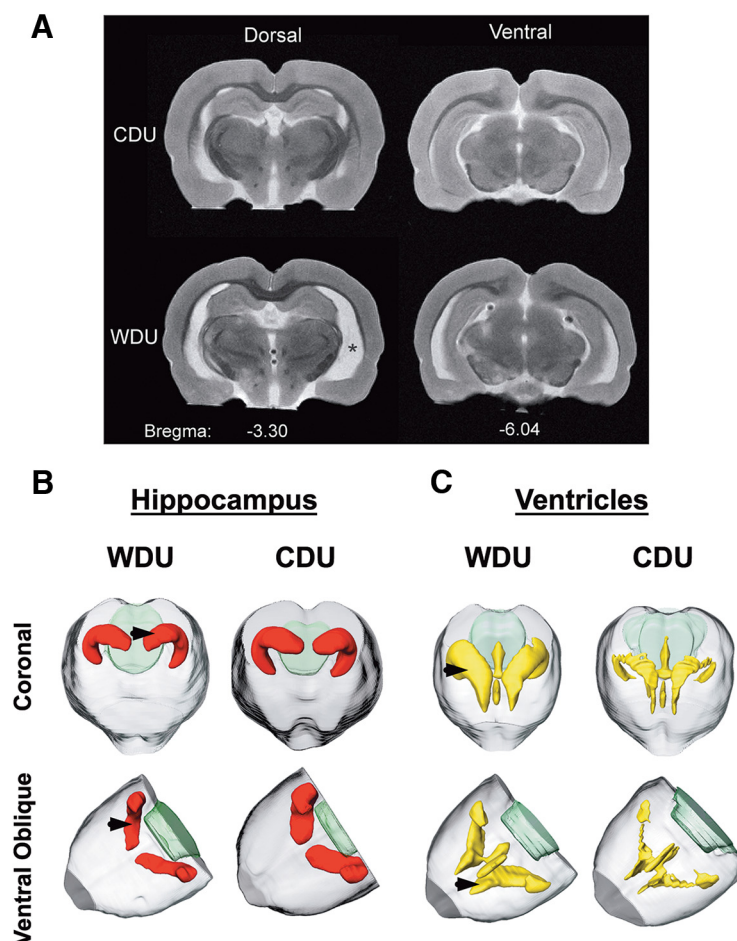 A
Dorsal Ventral
CDU
WDU
*
Bregma: -3.30 -6.04
B C
Hippocampus Ventricles
WDU CDU WDU CDU
Coronal
Ventral Oblique